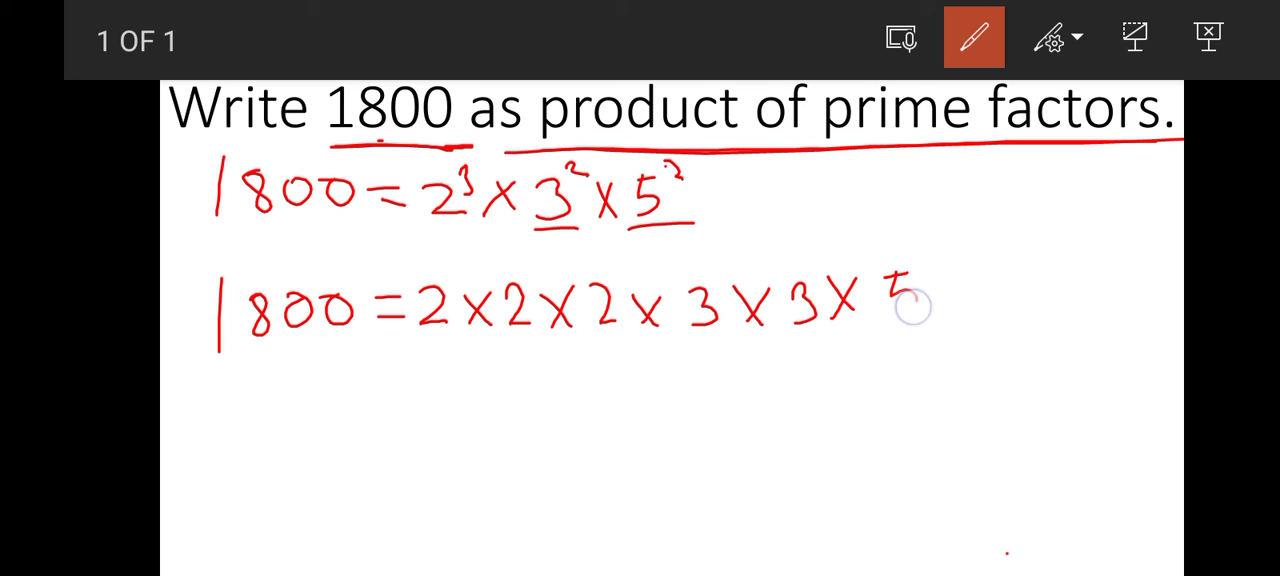 1 OF 1
Write 1800 as product of prime factors.
1800 = 2³ × 3² × 5²
1800 = 2 × 2 × 2 × 3 × 3 × 5